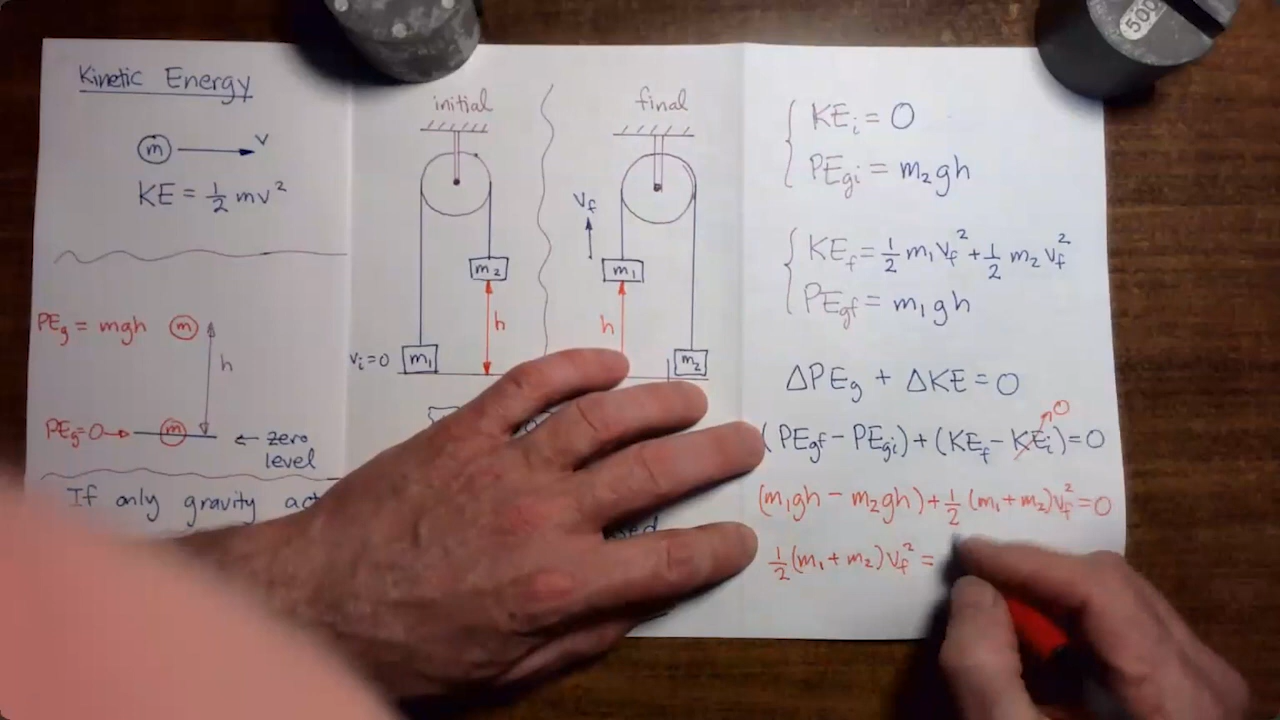 Kinetic Energy
m v
KE = ½ mv²
PEg = mgh m
h
PEg=0→ m ← zero level
If only gravity
initial
m₂
h
vᵢ=0 m₁
final
Vf
m₁
h
m₂
KEᵢ = 0
PEgᵢ = m₂gh
KEf = ½ m₁Vf² + ½ m₂Vf²
PEgf = m₁gh
ΔPEg + ΔKE = 0
(PEgf − PEgᵢ) + (KEf − KEᵢ) = 0
0
(m₁gh − m₂gh) + ½ (m₁ + m₂)Vf² = 0
½ (m₁ + m₂) Vf² =
500